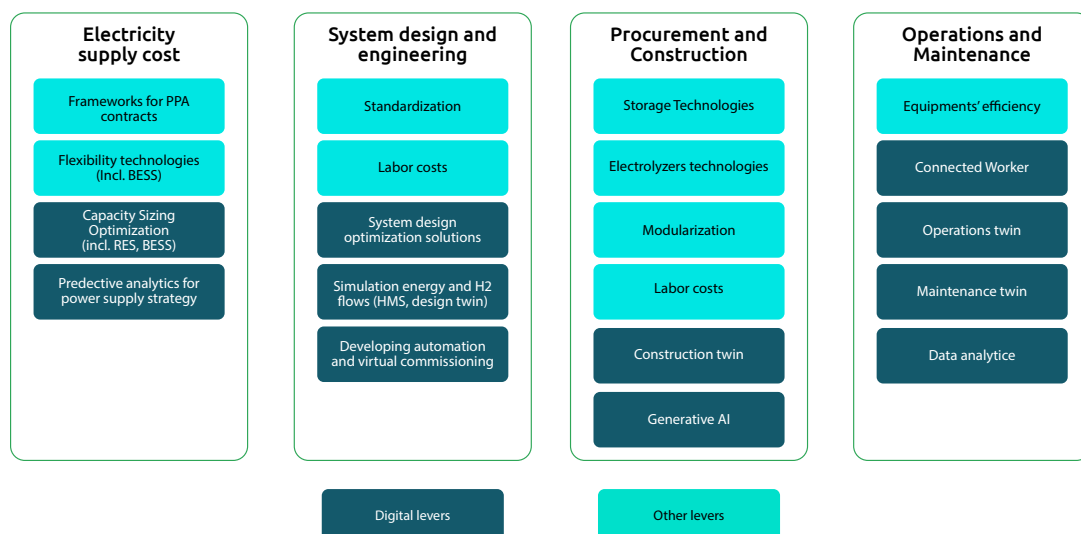 Electricity
supply cost
Frameworks for PPA
contracts
Flexibility technologies
(Incl. BESS)
Capacity Sizing
Optimization
(incl. RES, BESS)
Predective analytics for
power supply strategy
System design and
engineering
Standardization
Labor costs
System design
optimization solutions
Simulation energy and H2
flows (HMS, design twin)
Developing automation
and virtual commissioning
Procurement and
Construction
Storage Technologies
Electrolyzers technologies
Modularization
Labor costs
Construction twin
Generative AI
Operations and
Maintenance
Equipments’ efficiency
Connected Worker
Operations twin
Maintenance twin
Data analytice
Digital levers
Other levers